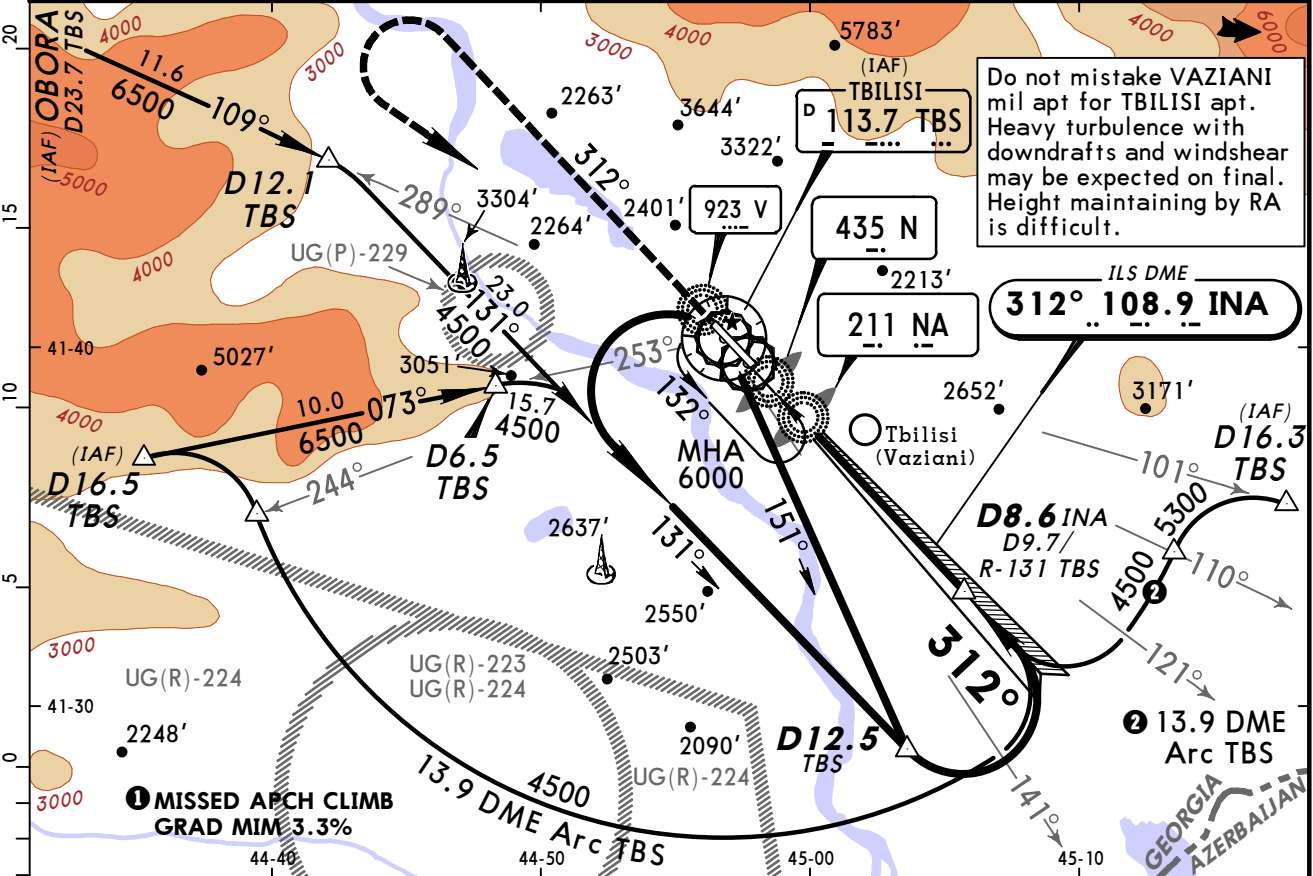 20
15
10
5
0
4000
3000
3000
4000
4000
6000
5000
4000
4000
3000
3000
(IAF) OBORA
D23.7 TBS
11.6
6500
109°
D12.1
TBS
289°
3304'
2264'
2263'
3644'
3322'
2401'
5783'
312°
(IAF)
TBILISI
D 113.7 TBS
923 V
435 N
211 NA
2213'
Do not mistake VAZIANI
mil apt for TBILISI apt.
Heavy turbulence with
downdrafts and windshear
may be expected on final.
Height maintaining by RA
is difficult.
ILS DME
312° 108.9 INA
UG(P)-229
23.0
131°
4500
253°
41-40
5027'
3051'
10.0
073°
6500
15.7
4500
D6.5
TBS
(IAF)
D16.5
TBS
244°
132°
MHA
6000
2652'
3171'
Tbilisi
(Vaziani)
(IAF)
D16.3
TBS
101°
5300
4500
2
110°
121°
D8.6 INA
D9.7/
R-131 TBS
2637'
2550'
131°
151°
312°
UG(R)-224
UG(R)-223
UG(R)-224
2503'
41-30
2248'
2090'
UG(R)-224
D12.5
TBS
2 13.9 DME
Arc TBS
141°
4500
13.9 DME Arc TBS
1 MISSED APCH CLIMB
GRAD MIM 3.3%
GEORGIA
AZERBAIJAN
44-40
44-50
45-00
45-10